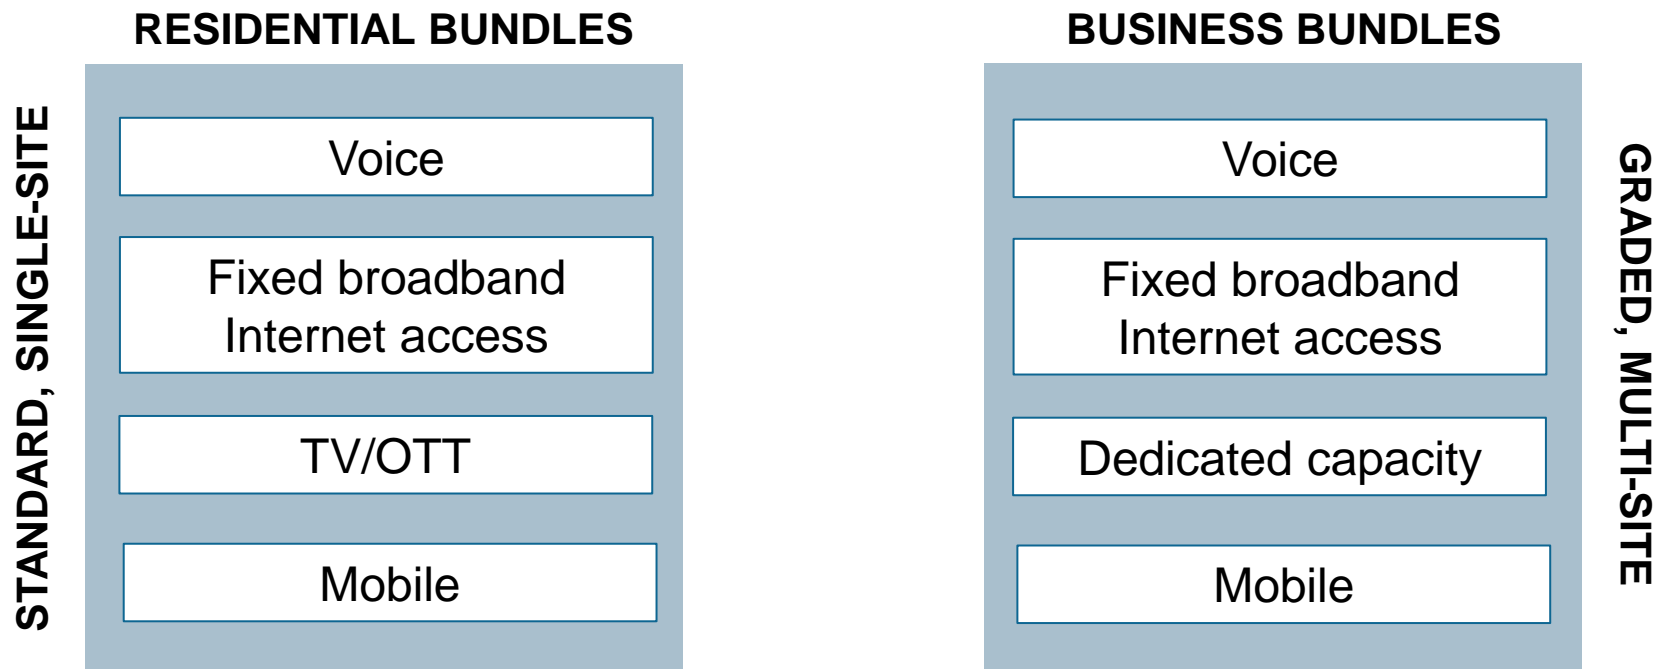 RESIDENTIAL BUNDLES
STANDARD, SINGLE-SITE
Voice
Fixed broadband
Internet access
TV/OTT
Mobile
BUSINESS BUNDLES
Voice
Fixed broadband
Internet access
Dedicated capacity
Mobile
GRADED, MULTI-SITE